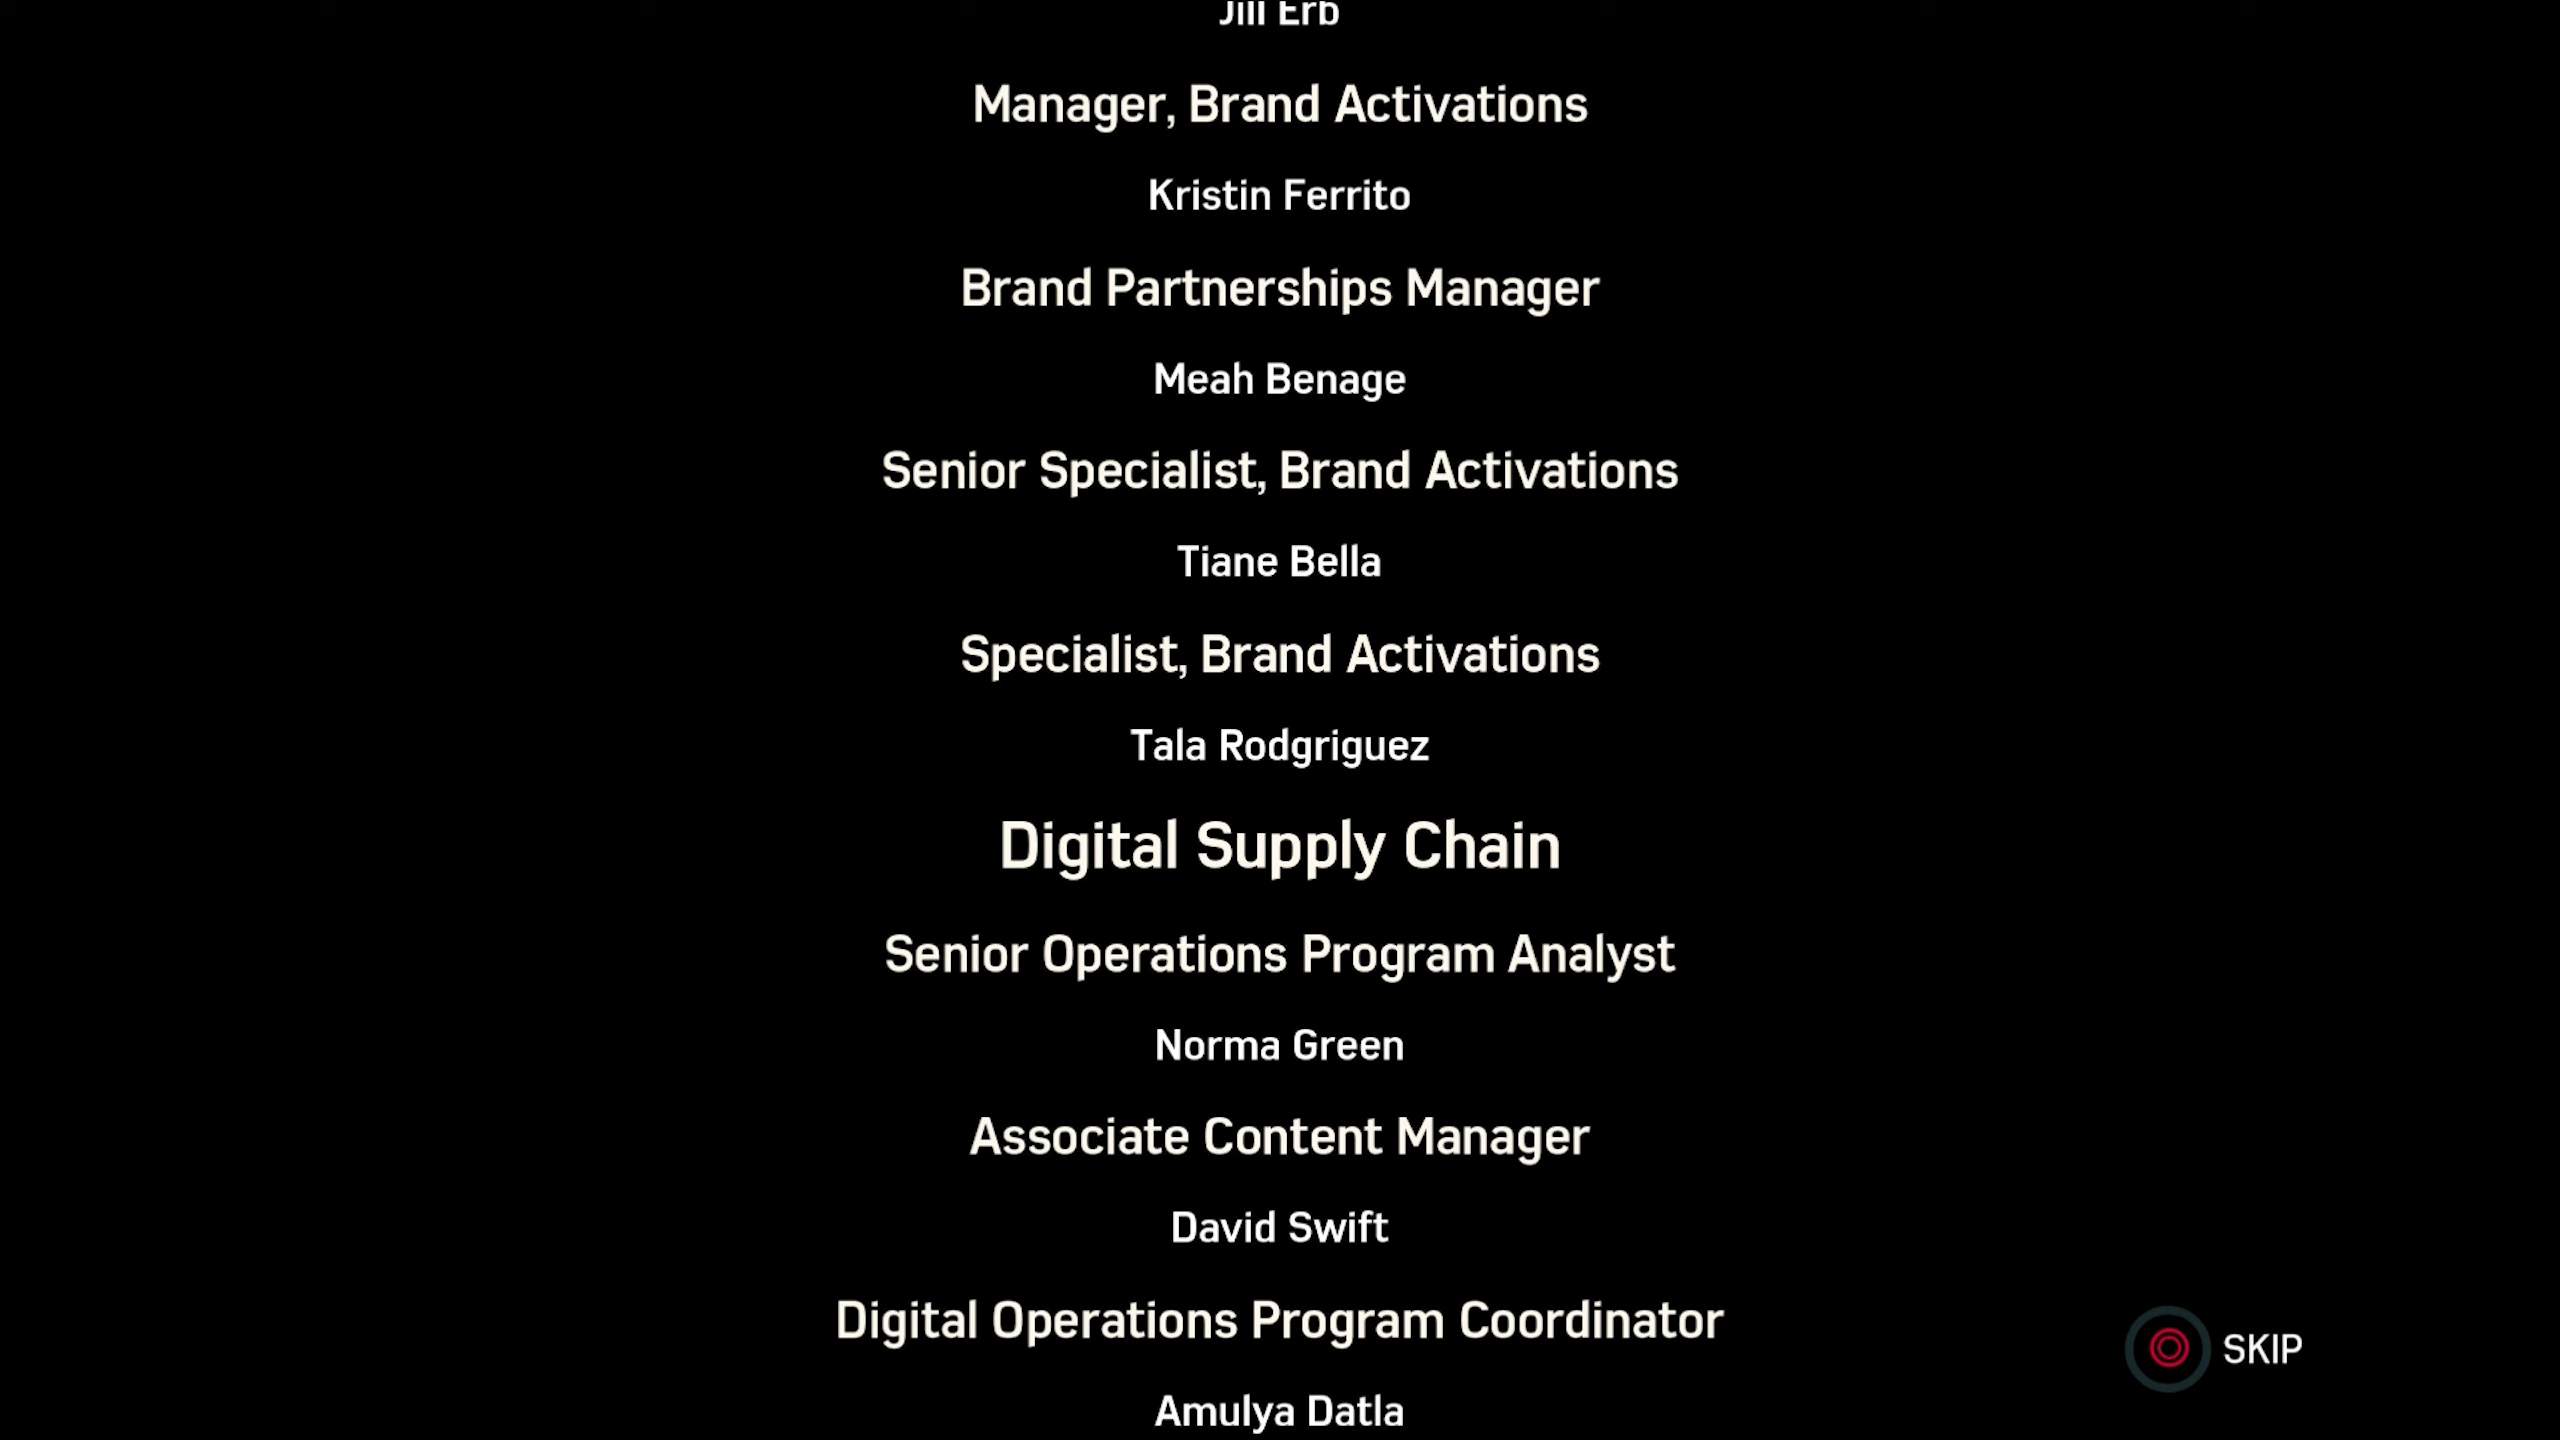 Jill Erb
Manager, Brand Activations
Kristin Ferrito
Brand Partnerships Manager
Meah Benage
Senior Specialist, Brand Activations
Tiane Bella
Specialist, Brand Activations
Tala Rodgriguez
Digital Supply Chain
Senior Operations Program Analyst
Norma Green
Associate Content Manager
David Swift
Digital Operations Program Coordinator
SKIP
Amulya Datla